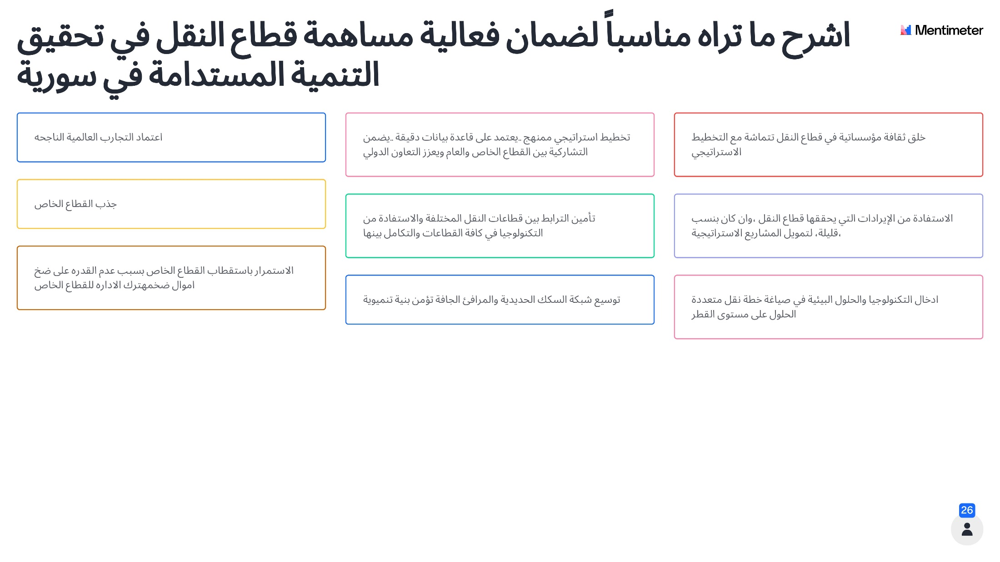 اشرح ما تراه مناسباً لضمان فعالية مساهمة قطاع النقل في تحقيق
التنمية المستدامة في سورية
Mentimeter
اعتماد التجارب العالمية الناجحه
جذب القطاع الخاص
الاستمرار باستقطاب القطاع الخاص بسبب عدم القدره على ضخ
اموال ضخمهترك الاداره للقطاع الخاص
تخطيط استراتيجي ممنهج ..يعتمد على قاعدة بيانات دقيقة ..يضمن
التشاركية بين القطاع الخاص والعام ويعزز التعاون الدولي
تأمين الترابط بين قطاعات النقل المختلفة والاستفادة من
التكنولوجيا في كافة القطاعات والتكامل بينها
توسيع شبكة السكك الحديدية والمرافئ الجافة تؤمن بنية تنميوية
خلق ثقافة مؤسساتية في قطاع النقل تتماشة مع التخطيط
الاستراتيجي
الاستفادة من الإيرادات التي يحققها قطاع النقل ،وان كان بنسب
،قليلة، لتمويل المشاريع الاستراتيجية
ادخال التكنولوجيا والحلول البيئية في صياغة خطة نقل متعددة
الحلول على مستوى القطر
26